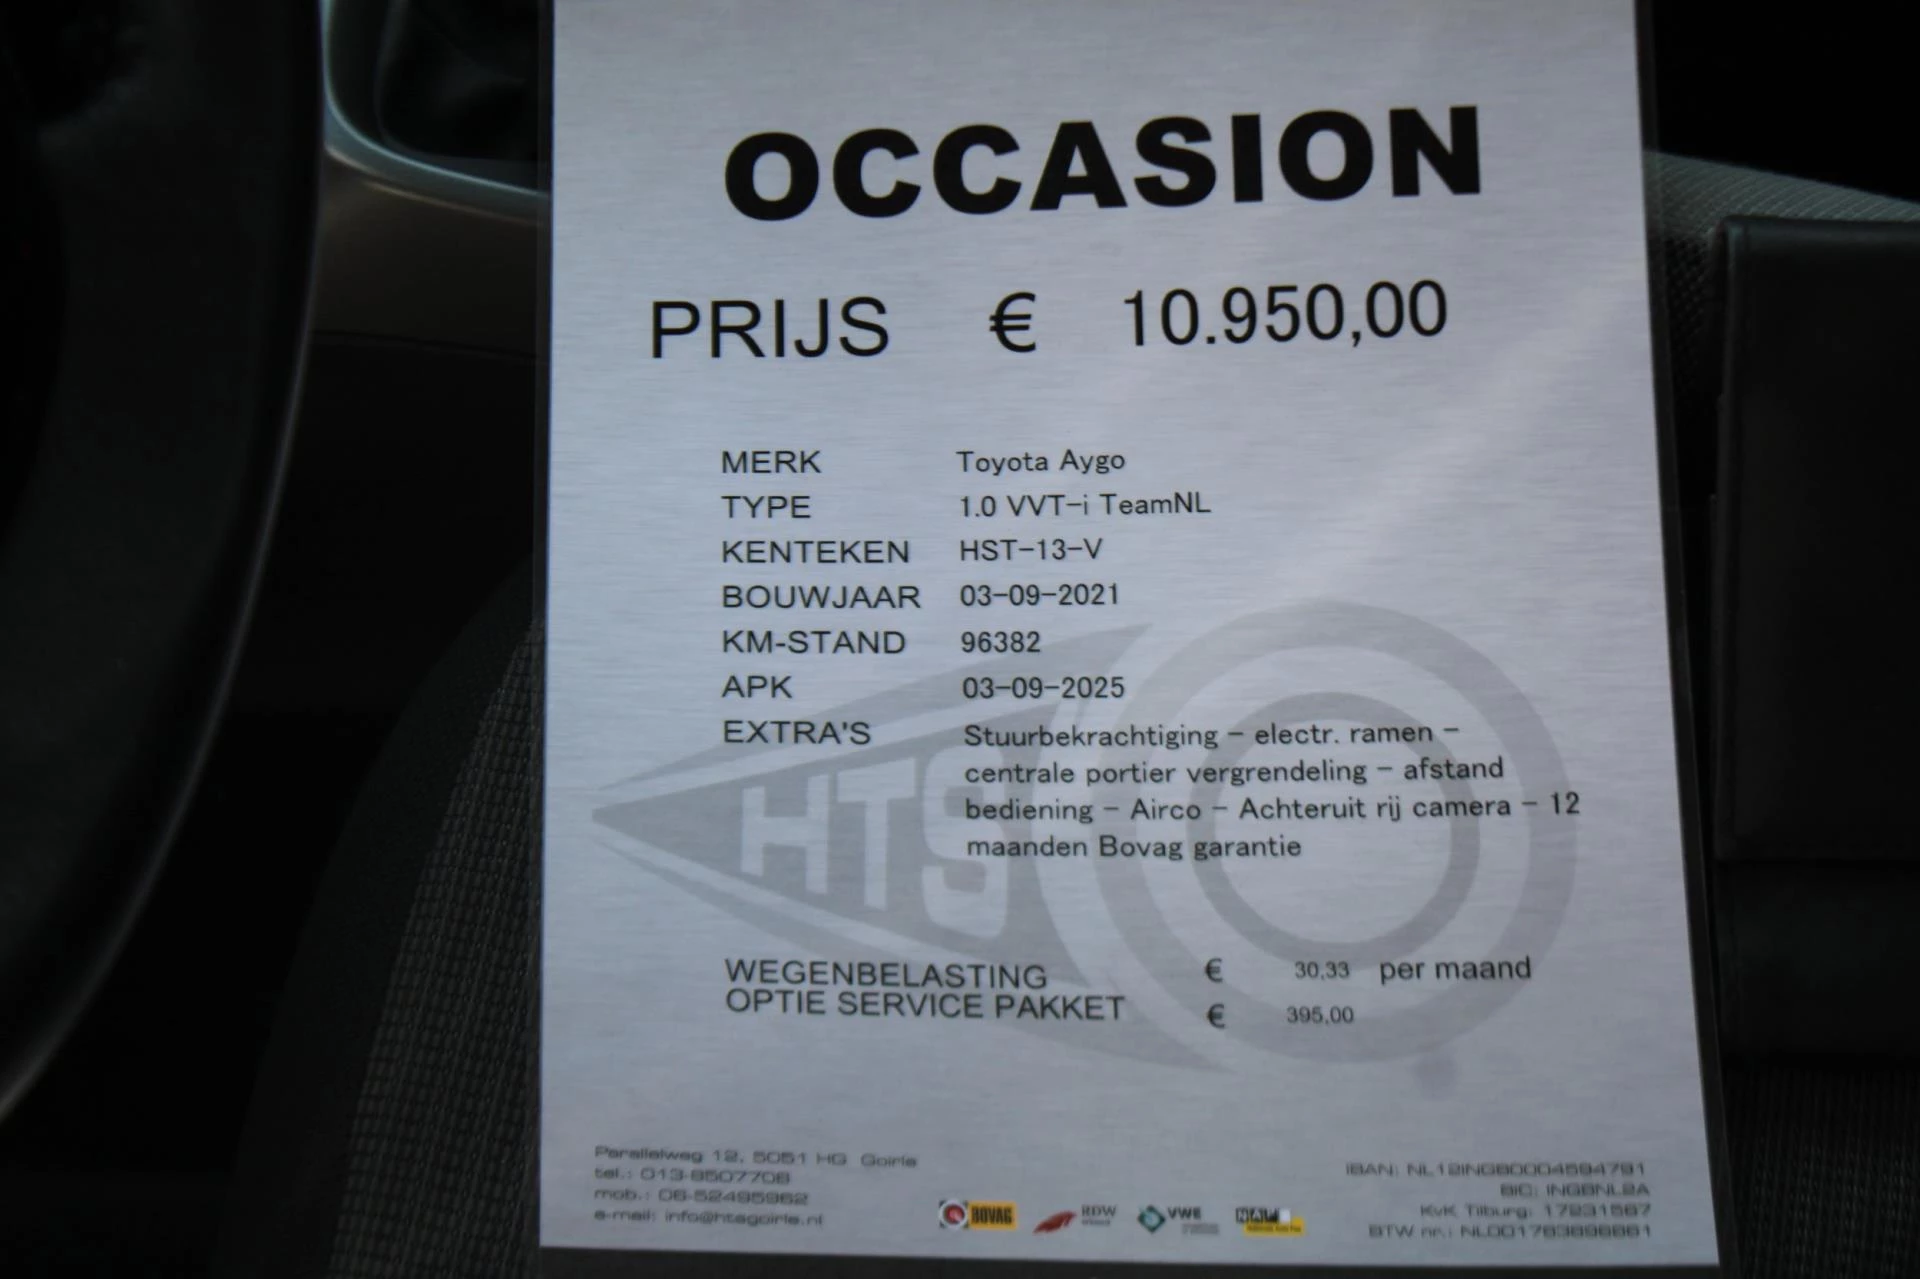 OCCASION
PRIJS € 10.950,00
MERK Toyota Aygo
TYPE 1.0 VVT-i TeamNL
KENTEKEN HST-13-V
BOUWJAAR 03-09-2021
KM-STAND 96382
APK 03-09-2025
EXTRA'S Stuurbekrachtiging - electr. ramen -
centrale portier vergrendeling - afstand
bediening - Airco - Achteruit rij camera - 12
maanden Bovag garantie
HTS
WEGENBELASTING € 30,33 per maand
OPTIE SERVICE PAKKET € 395,00
Parallelweg 12, 5051 HG Goirle
tel.: 013-8507708
mob.: 06-52495962
e-mail: info@htsgoirle.nl
BOVAG
RDW
VWE
IBAN: NL12INGB0004594791
BIC: INGBNL2A
KvK Tilburg: 17231567
BTW nr.: